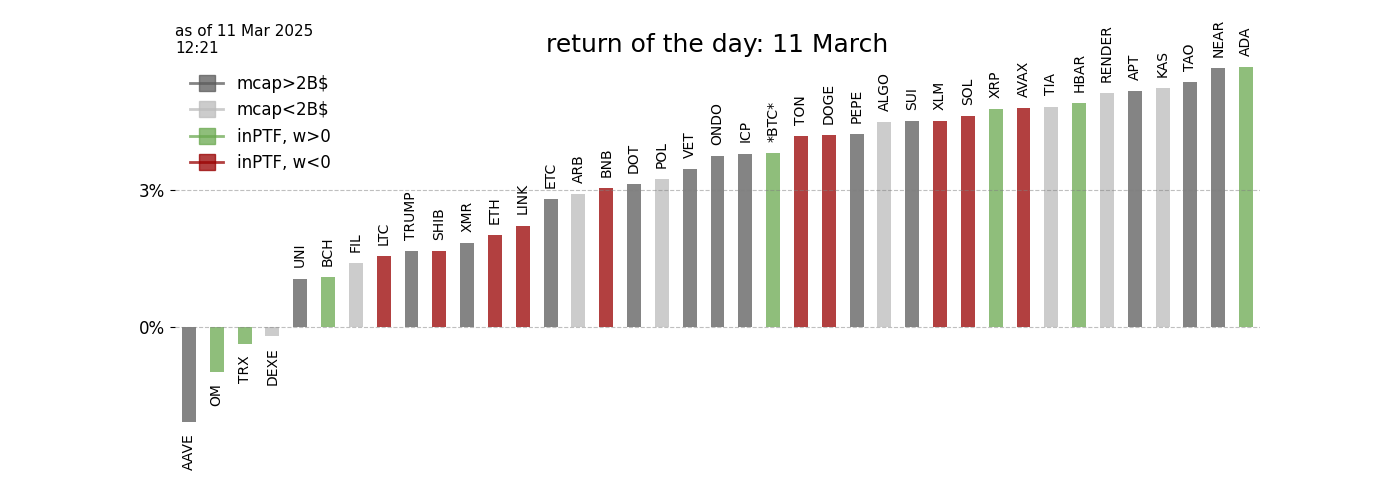 as of 11 Mar 2025
12:21
return of the day: 11 March
mcap>2B$
mcap<2B$
inPTF, w>0
inPTF, w<0
3%
0%
AAVE
OM
TRX
DEXE
UNI
BCH
FIL
LTC
TRUMP
SHIB
XMR
ETH
LINK
ETC
ARB
BNB
DOT
POL
VET
ONDO
ICP
*BTC*
TON
DOGE
PEPE
ALGO
SUI
XLM
SOL
XRP
AVAX
TIA
HBAR
RENDER
APT
KAS
TAO
NEAR
ADA